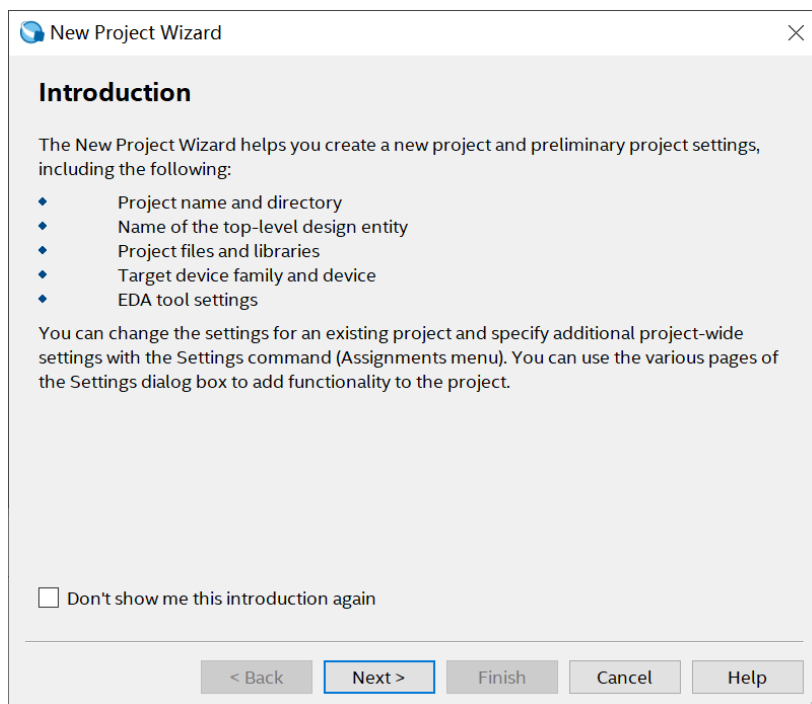 New Project Wizard
Introduction
The New Project Wizard helps you create a new project and preliminary project settings,
including the following:
Project name and directory
Name of the top-level design entity
Project files and libraries
Target device family and device
EDA tool settings
You can change the settings for an existing project and specify additional project-wide
settings with the Settings command (Assignments menu). You can use the various pages of
the Settings dialog box to add functionality to the project.
Don't show me this introduction again
< Back Next > Finish Cancel Help